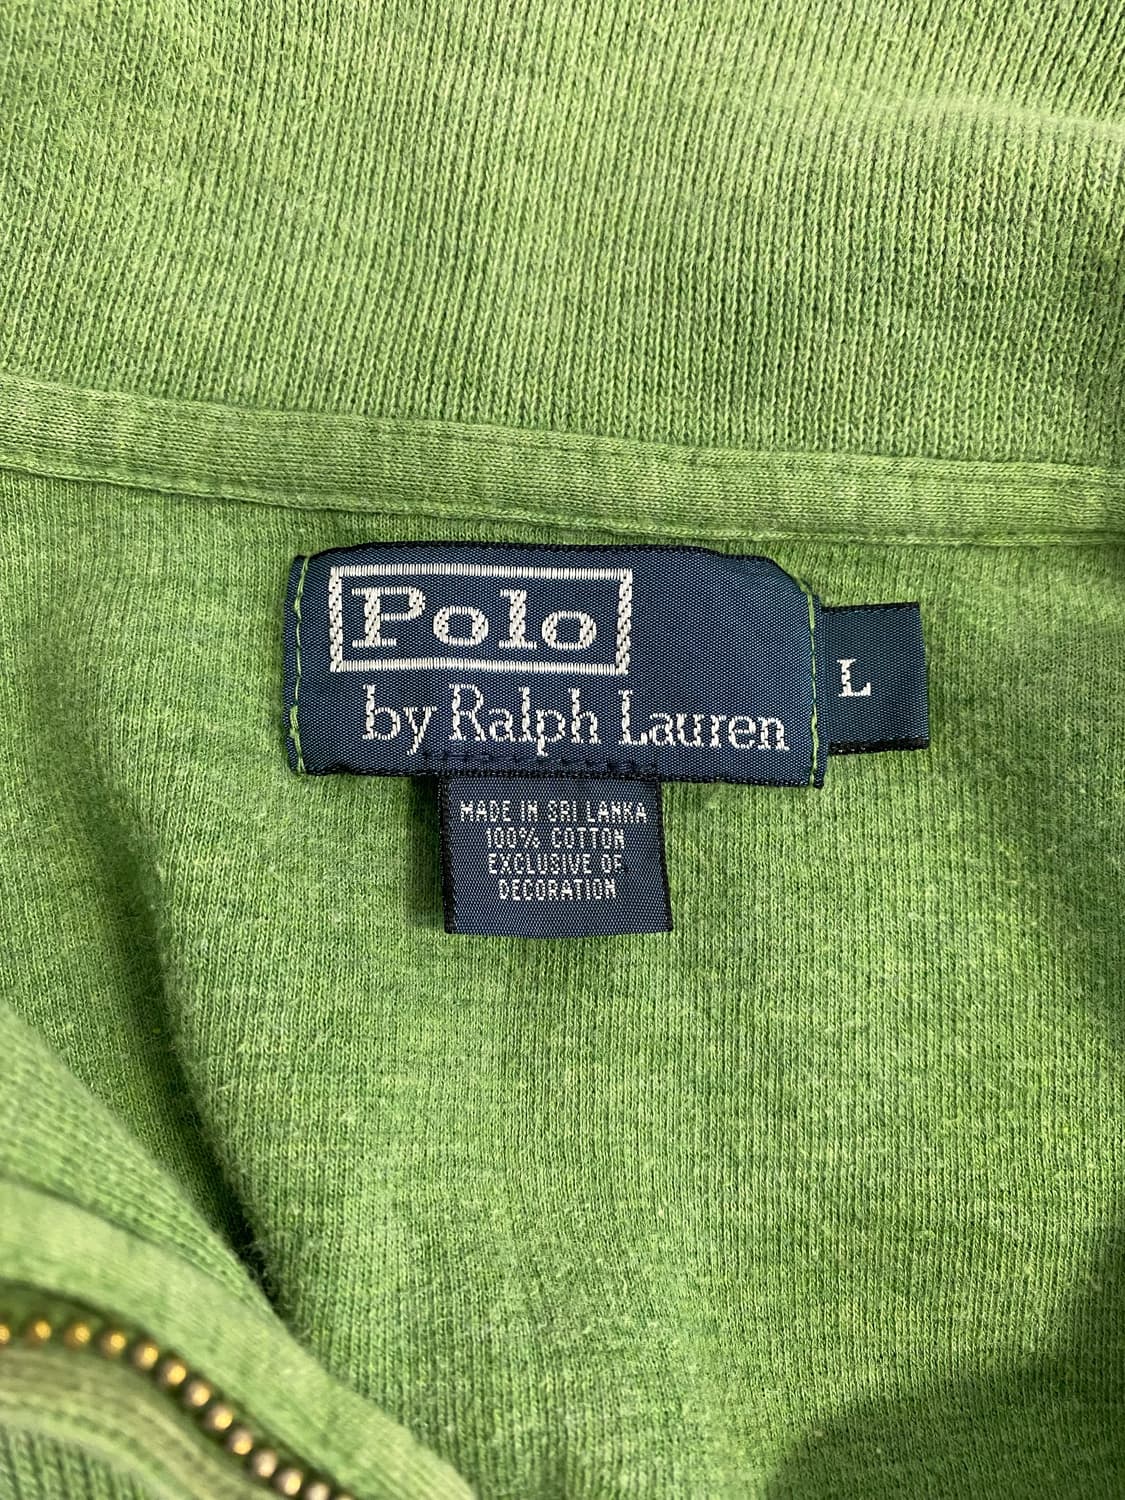 Polo
by Ralph Lauren
L
MADE IN SRI LANKA
100% COTTON
EXCLUSIVE OF
DECORATION